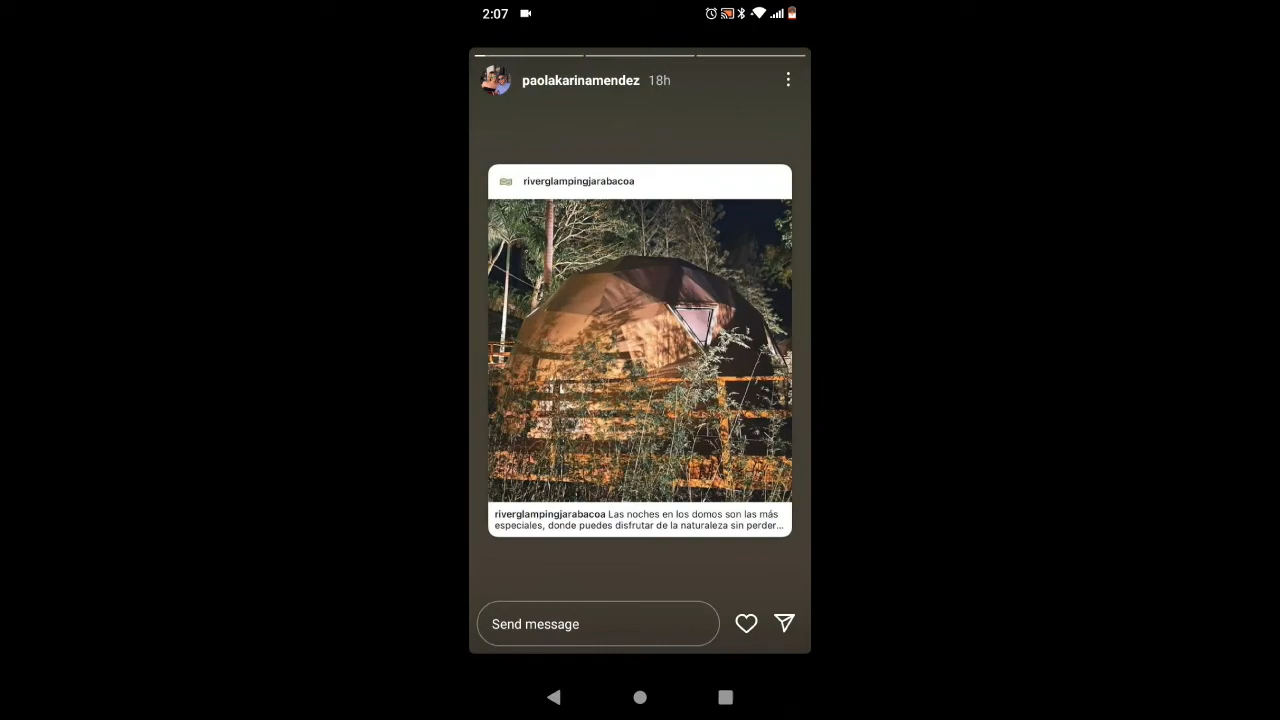 2:07
paolakarinamendez 18h
riverglampingjarabacoa
riverglampingjarabacoa Las noches en los domos son las más
especiales, donde puedes disfrutar de la naturaleza sin perder...
Send message